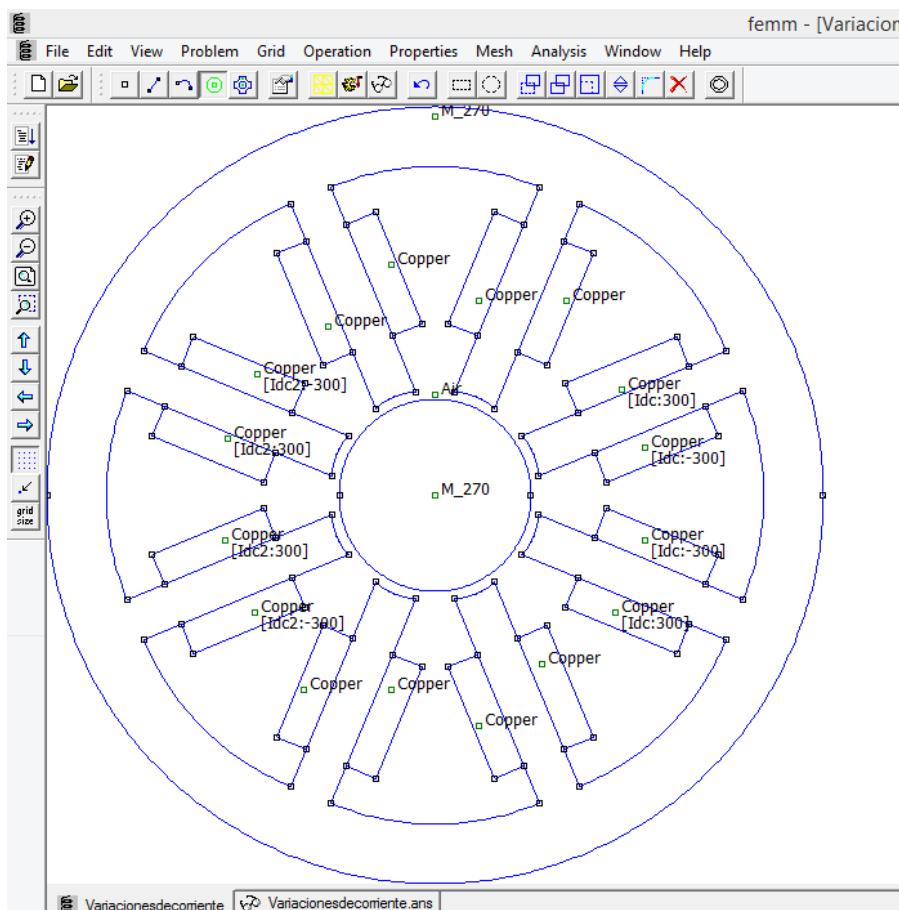 femm - [Variacion
File Edit View Problem Grid Operation Properties Mesh Analysis Window Help
M_270
Copper
Copper
Copper
Copper
Copper
[Idc2:-300]
Air
Copper
[Idc:300]
Copper
[Idc2:300]
Copper
[Idc:-300]
M_270
Copper
[Idc2:300]
Copper
[Idc:-300]
Copper
[Idc2:-300]
Copper
[Idc:300]
Copper
Copper
Copper
Copper
grid
size
Variacionesdecorriente
Variacionesdecorriente.ans